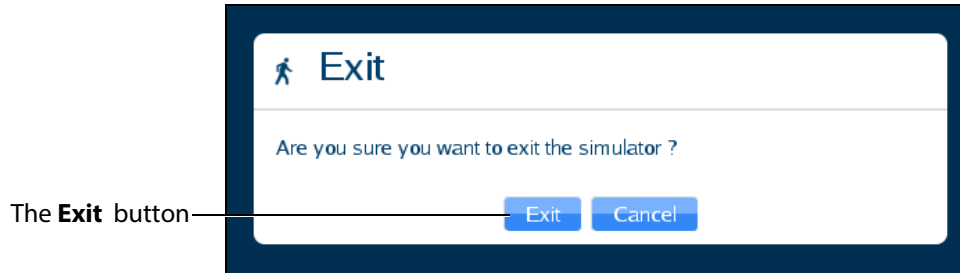 Exit
Are you sure you want to exit the simulator ?
The Exit button
Exit Cancel